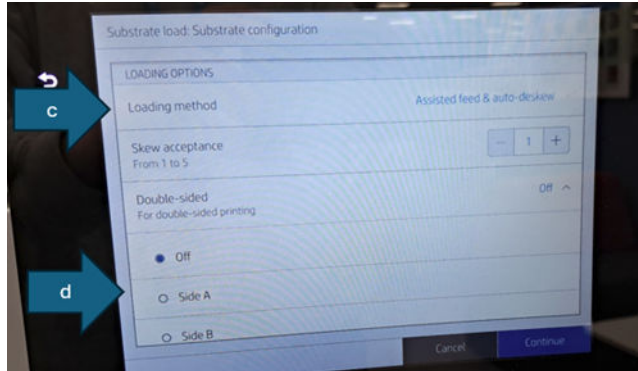 Substrate load: Substrate configuration
LOADING OPTIONS
c
Loading method
Assisted feed & auto-deskew
Skew acceptance
From 1 to 5
− 1 +
Double-sided
For double-sided printing
Off
Off
d
Side A
Side B
Cancel
Continue